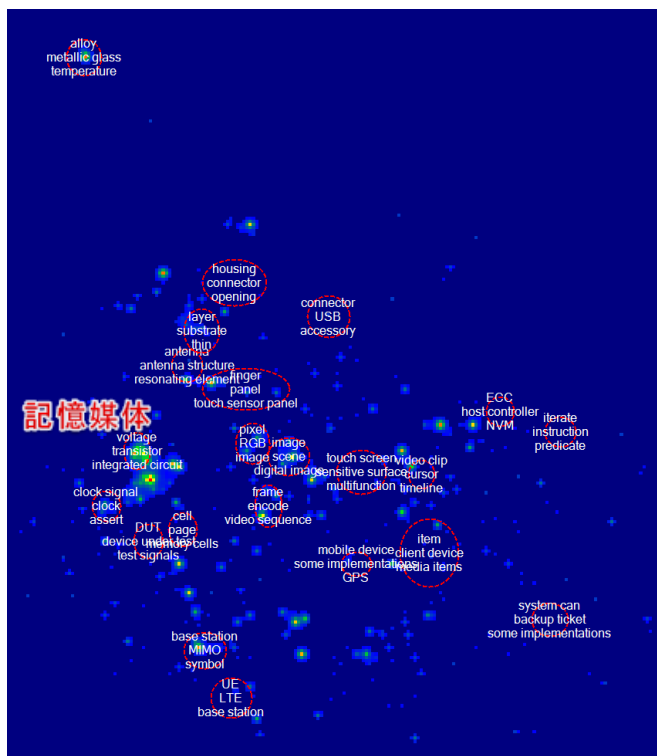 alloy
metallic glass
temperature
housing
connector
opening
connector
USB
accessory
layer
substrate
thin
antenna
antenna structure
resonating element
finger
panel
touch sensor panel
ECC
host controller
NVM
iterate
instruction
predicate
記憶媒体
voltage
transistor
integrated circuit
pixel
RGB
image scene
image
digital image
touch screen
sensitive surface
multifunction
video clip
cursor
timeline
clock signal
clock
assert
frame
encode
video sequence
cell
page
memory cells
DUT
device under test
test signals
mobile device
some implementations
GPS
item
client device
media items
system can
backup ticket
some implementations
base station
MIMO
symbol
UE
LTE
base station